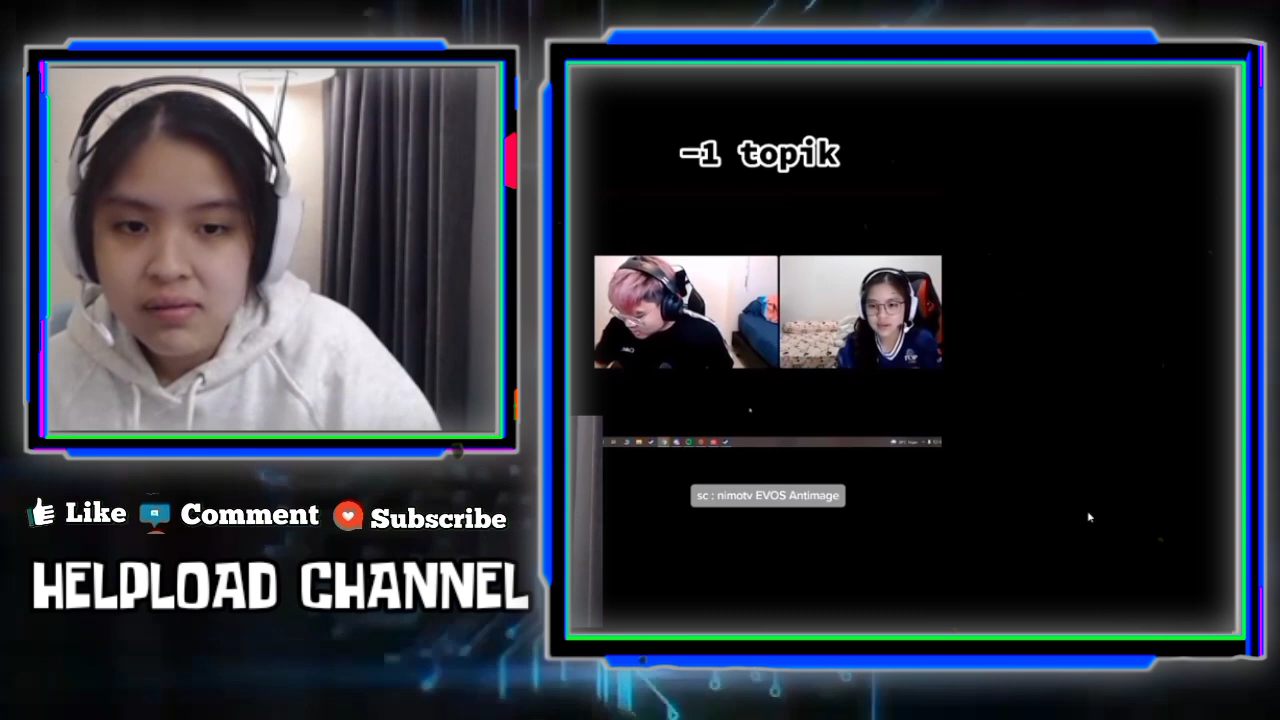 -1 topik
sc : nimotv EVOS Antimage
Like
Comment
Subscribe
HELPLOAD CHANNEL